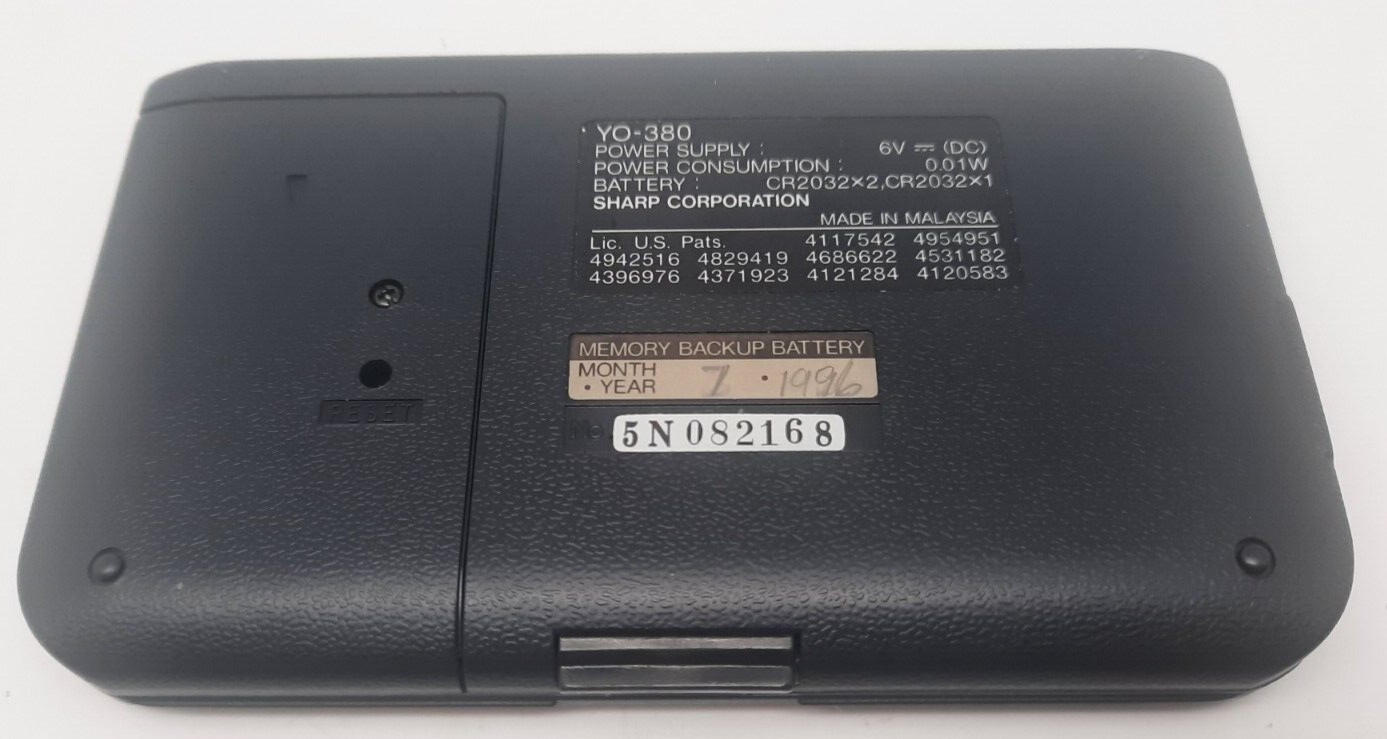 YO-380
POWER SUPPLY : 6V ⎓ (DC)
POWER CONSUMPTION : 0.01W
BATTERY : CR2032×2,CR2032×1
SHARP CORPORATION
MADE IN MALAYSIA
Lic. U.S. Pats. 4117542 4954951
4942516 4829419 4686622 4531182
4396976 4371923 4121284 4120583
MEMORY BACKUP BATTERY
MONTH
• YEAR 7 • 1996
RESET
No. 5N082168